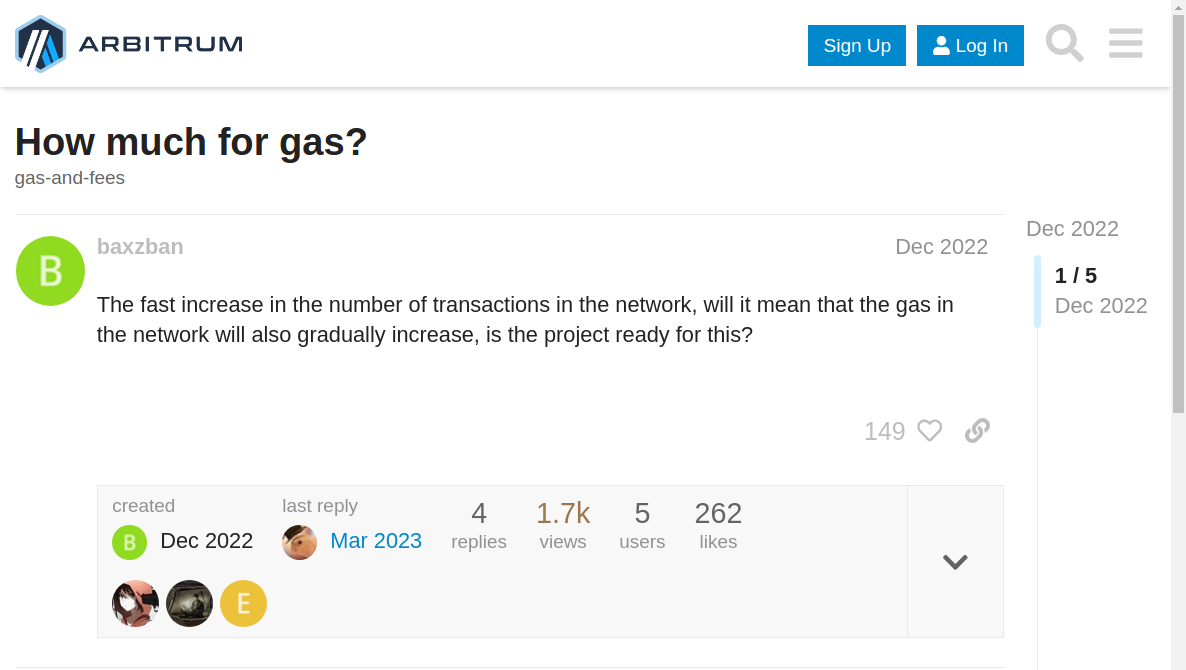 ARBITRUM
Sign Up
Log In
How much for gas?
gas-and-fees
B
baxzban
Dec 2022
The fast increase in the number of transactions in the network, will it mean that the gas in
the network will also gradually increase, is the project ready for this?
149
created
B
Dec 2022
last reply
Mar 2023
4
replies
1.7k
views
5
users
262
likes
E
Dec 2022
1 / 5
Dec 2022